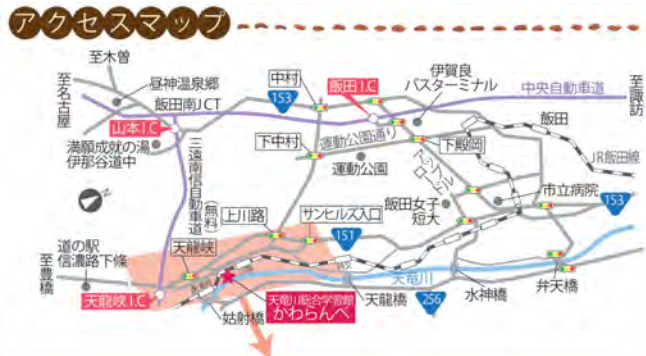 アクセスマップ
至木曽
至名古屋
昼神温泉郷
飯田南JCT
山本I.C
満願成就の湯
伊那谷道中
中村
153
飯田I.C
伊賀良
バスターミナル
中央自動車道
至諏訪
下中村
運動公園通り
運動公園
アップルロード
下殿岡
飯田
JR飯田線
N
三遠南信自動車道
(無料)
上川路
サンヒルズ入口
飯田女子
短大
市立病院
153
151
道の駅
信濃路下條
天龍峡
至豊橋
天龍峡I.C
姑射橋
天竜川総合学習館
かわらんべ
天龍橋
天竜川
256
水神橋
弁天橋